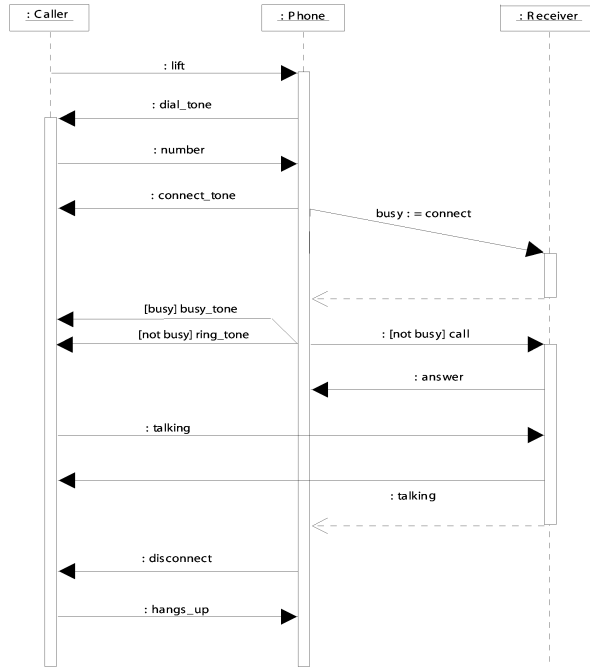 : Caller
: Phone
: Receiver
: lift
: dial_tone
: number
: connect_tone
busy : = connect
[busy] busy_tone
[not busy] ring_tone
: [not busy] call
: answer
: talking
: talking
: disconnect
: hangs_up